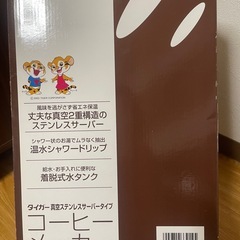 風味を逃がさず省エネ保温
丈夫な真空2重構造の
ステンレスサーバー
シャワー状のお湯でムラなく抽出
温水シャワードリップ
給水・お手入れに便利な
着脱式水タンク
タイガー真空ステンレスサーバータイプ
コーヒー
メーカー